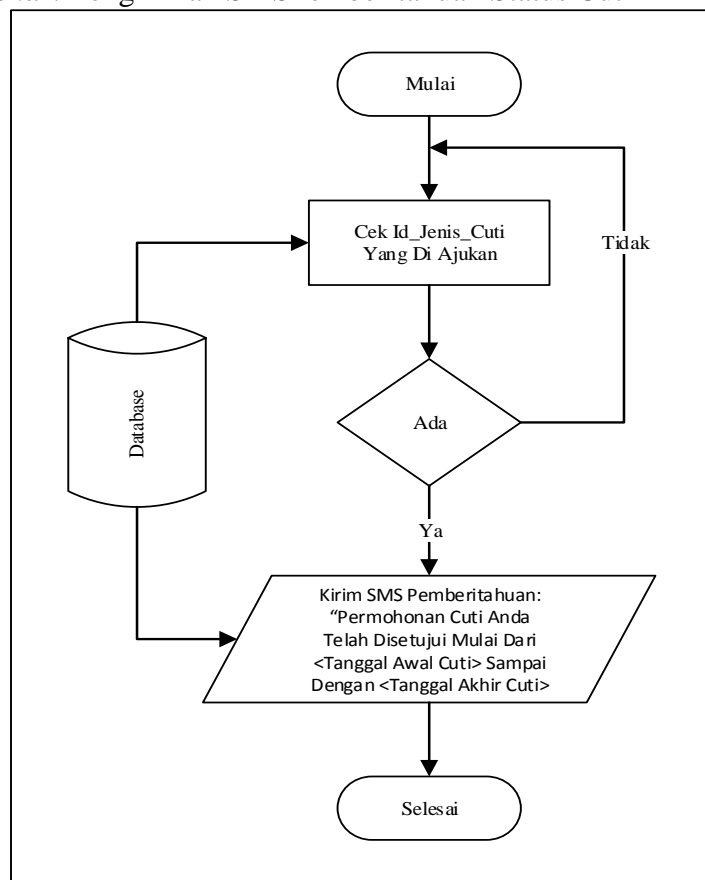 Mulai
Cek Id_Jenis_Cuti
Yang Di Ajukan
Tidak
Database
Ada
Ya
Kirim SMS Pemberitahuan:
“Permohonan Cuti Anda
Telah Disetujui Mulai Dari
<Tanggal Awal Cuti> Sampai
Dengan <Tanggal Akhir Cuti>
Selesai